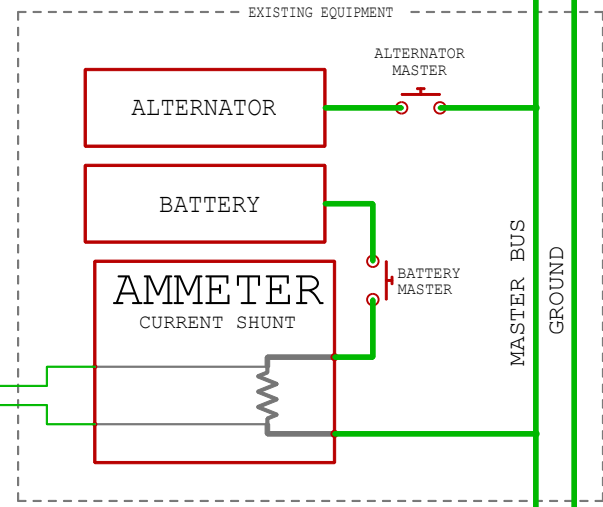 EXISTING EQUIPMENT
ALTERNATOR
MASTER
ALTERNATOR
BATTERY
BATTERY
MASTER
AMMETER
CURRENT SHUNT
MASTER BUS
GROUND